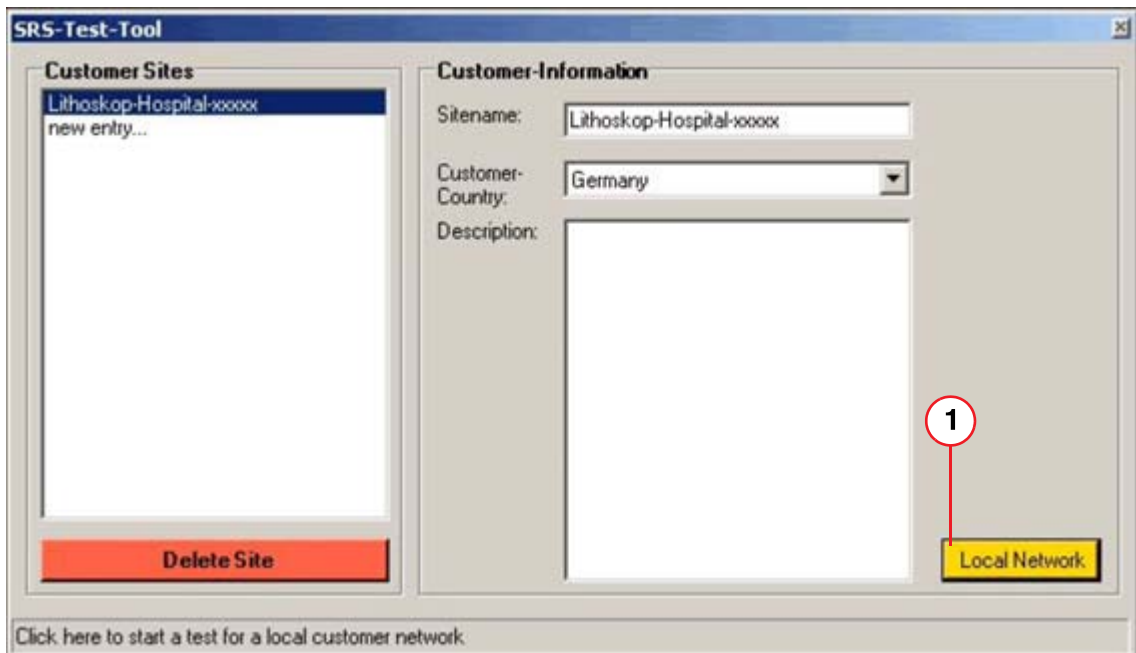 SRS-Test-Tool
Customer Sites
Lithoskop-Hospital-xxxxx
new entry...
Delete Site
Customer-Information
Sitename:
Lithoskop-Hospital-xxxxx
Customer-
Country:
Germany
Description:
1
Local Network
Click here to start a test for a local customer network